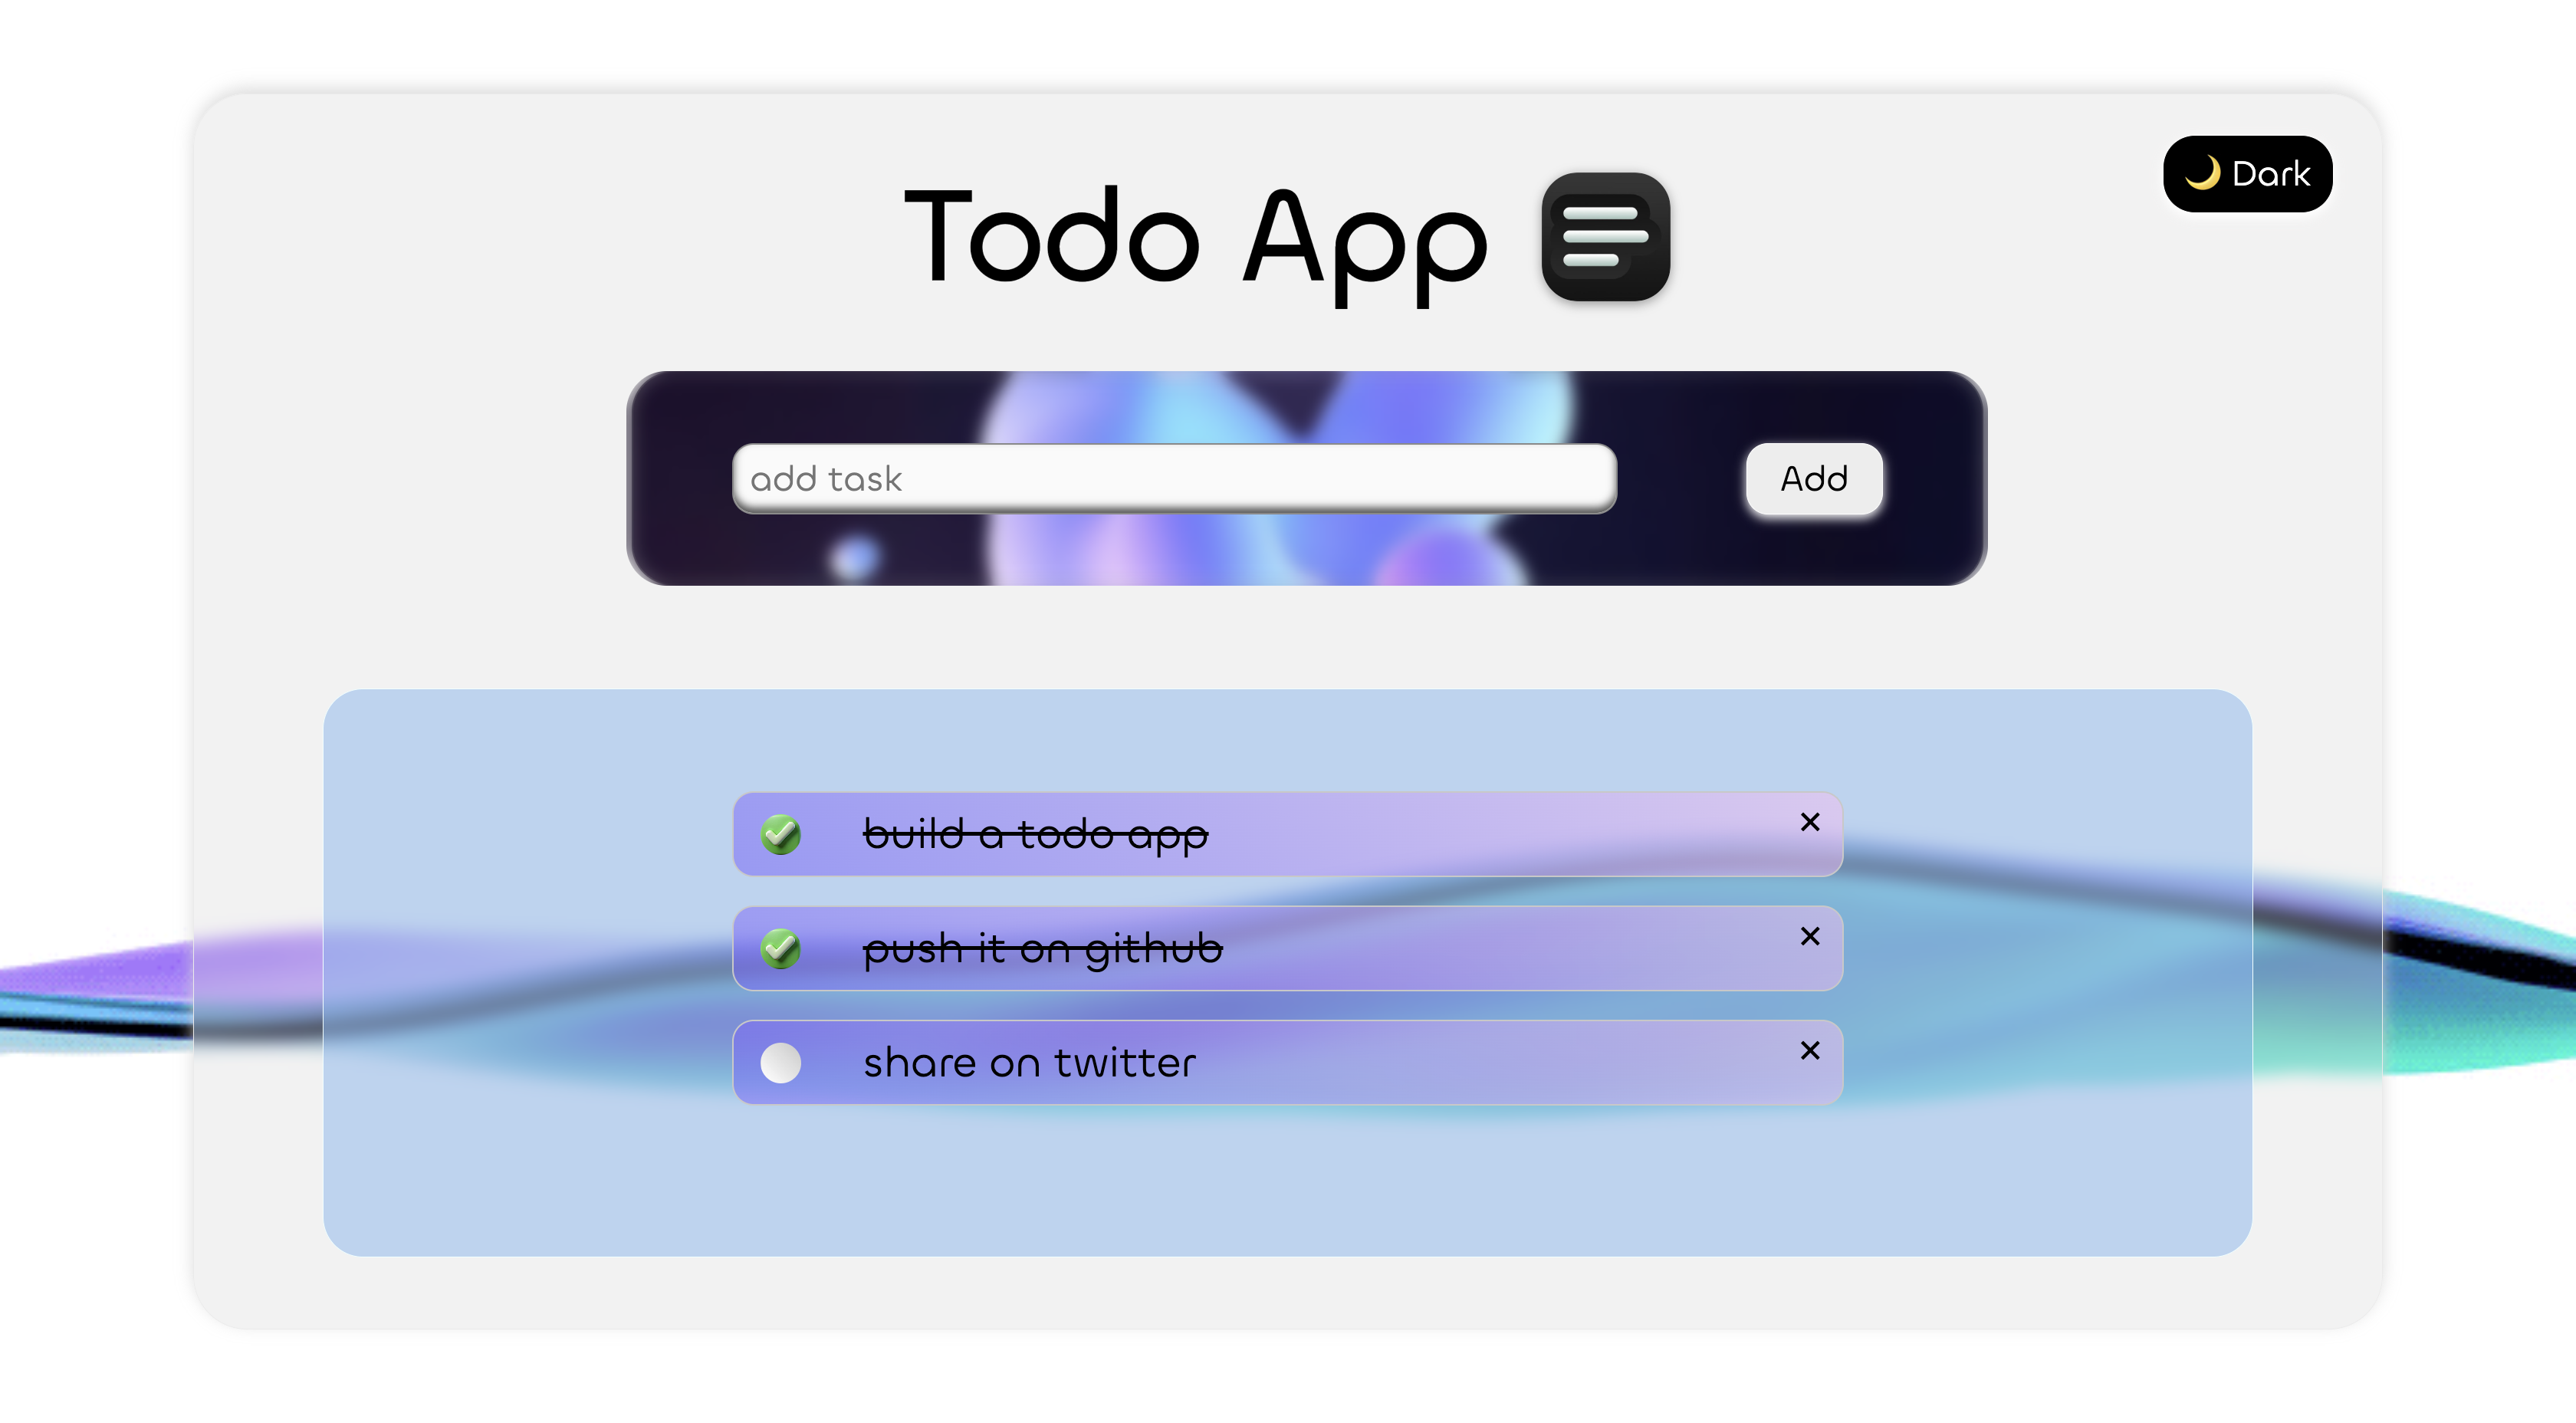 Todo App
🌙 Dark
add task
Add
build a todo app
push it on github
share on twitter